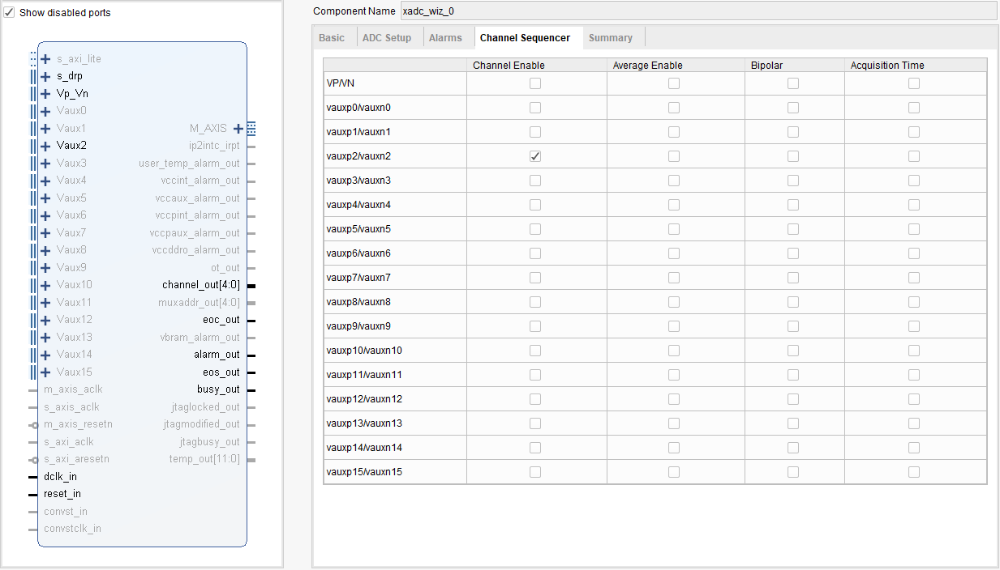 Show disabled ports
s_axi_lite
s_drp
Vp_Vn
Vaux0
Vaux1
M_AXIS
Vaux2
ip2intc_irpt
Vaux3
user_temp_alarm_out
Vaux4
vccint_alarm_out
Vaux5
vccaux_alarm_out
Vaux6
vccpint_alarm_out
Vaux7
vccpaux_alarm_out
Vaux8
vccddro_alarm_out
Vaux9
ot_out
Vaux10
channel_out[4:0]
Vaux11
muxaddr_out[4:0]
Vaux12
eoc_out
Vaux13
vbram_alarm_out
Vaux14
alarm_out
Vaux15
eos_out
m_axis_aclk
busy_out
s_axis_aclk
jtaglocked_out
m_axis_resetn
jtagmodified_out
s_axi_aclk
jtagbusy_out
s_axi_aresetn
temp_out[11:0]
dclk_in
reset_in
convst_in
convstclk_in
Component Name xadc_wiz_0
Basic ADC Setup Alarms Channel Sequencer Summary
Channel Enable Average Enable Bipolar Acquisition Time
VP/VN
vauxp0/vauxn0
vauxp1/vauxn1
vauxp2/vauxn2
vauxp3/vauxn3
vauxp4/vauxn4
vauxp5/vauxn5
vauxp6/vauxn6
vauxp7/vauxn7
vauxp8/vauxn8
vauxp9/vauxn9
vauxp10/vauxn10
vauxp11/vauxn11
vauxp12/vauxn12
vauxp13/vauxn13
vauxp14/vauxn14
vauxp15/vauxn15